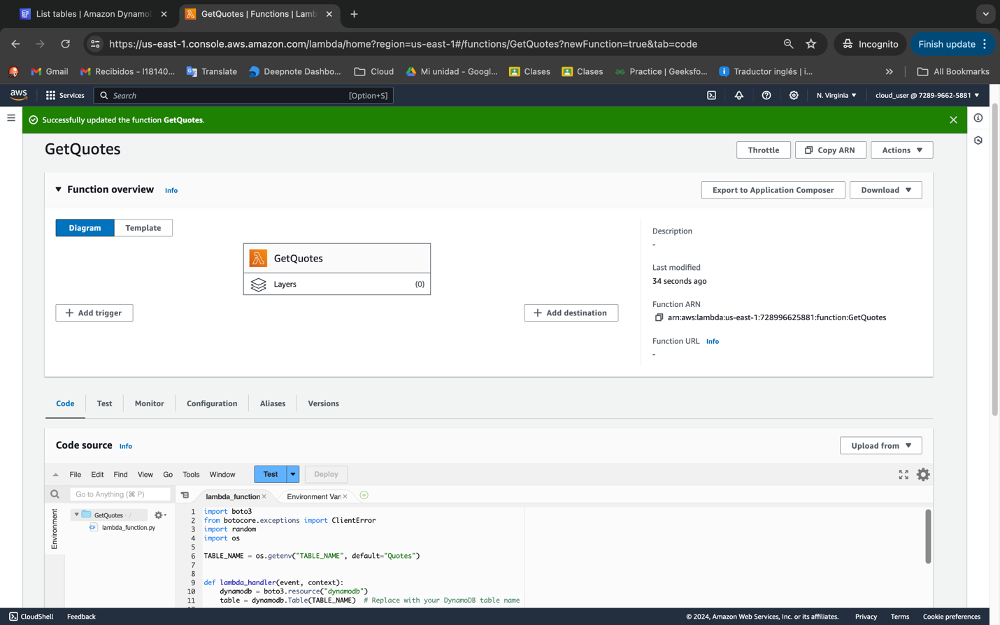 List tables | Amazon Dynamo
GetQuotes | Functions | Lamb
https://us-east-1.console.aws.amazon.com/lambda/home?region=us-east-1#/functions/GetQuotes?newFunction=true&tab=code
Incognito
Finish update
Gmail
Recibidos - l18140...
Translate
Deepnote Dashbo...
Cloud
Mi unidad - Googl...
Clases
Clases
Practice | Geeksfo...
Traductor inglés | i...
All Bookmarks
aws
Services
Search
[Option+S]
N. Virginia
cloud_user @ 7289-9662-5881
Successfully updated the function GetQuotes.
GetQuotes
Throttle
Copy ARN
Actions
Function overview
Info
Export to Application Composer
Download
Diagram
Template
GetQuotes
Layers
(0)
+ Add trigger
+ Add destination
Description
-
Last modified
34 seconds ago
Function ARN
arn:aws:lambda:us-east-1:728996625881:function:GetQuotes
Function URL Info
-
Code
Test
Monitor
Configuration
Aliases
Versions
Code source
Info
Upload from
File
Edit
Find
View
Go
Tools
Window
Test
Deploy
Go to Anything (⌘ P)
lambda_function
Environment Vari
Environment
GetQuotes - /
lambda_function.py
1 import boto3
2 from botocore.exceptions import ClientError
3 import random
4 import os
5
6 TABLE_NAME = os.getenv("TABLE_NAME", default="Quotes")
7
8
9 def lambda_handler(event, context):
10 dynamodb = boto3.resource("dynamodb")
11 table = dynamodb.Table(TABLE_NAME) # Replace with your DynamoDB table name
CloudShell
Feedback
© 2024, Amazon Web Services, Inc. or its affiliates.
Privacy
Terms
Cookie preferences